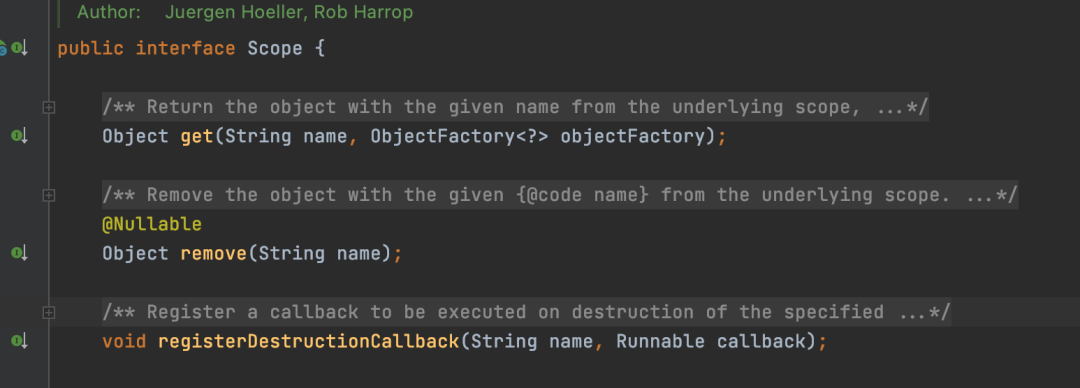 Author: Juergen Hoeller, Rob Harrop
public interface Scope {
/** Return the object with the given name from the underlying scope, ...*/
Object get(String name, ObjectFactory<?> objectFactory);
/** Remove the object with the given {@code name} from the underlying scope. ...*/
@Nullable
Object remove(String name);
/** Register a callback to be executed on destruction of the specified ...*/
void registerDestructionCallback(String name, Runnable callback);